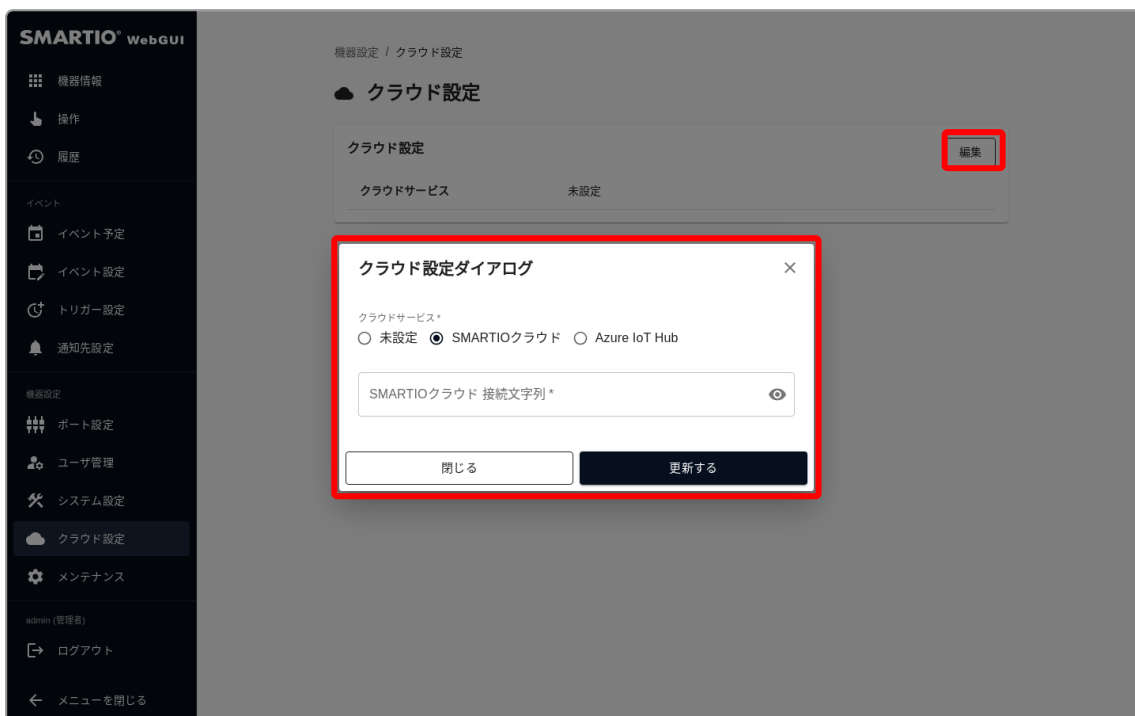 SMARTIO® WebGUI
機器情報
操作
履歴
イベント
イベント予定
イベント設定
トリガー設定
通知先設定
機器設定
ポート設定
ユーザ管理
システム設定
クラウド設定
メンテナンス
admin (管理者)
ログアウト
メニューを閉じる
機器設定 / クラウド設定
クラウド設定
クラウド設定
編集
クラウドサービス 未設定
クラウド設定ダイアログ
クラウドサービス *
未設定 SMARTIOクラウド Azure IoT Hub
SMARTIOクラウド 接続文字列 *
閉じる 更新する